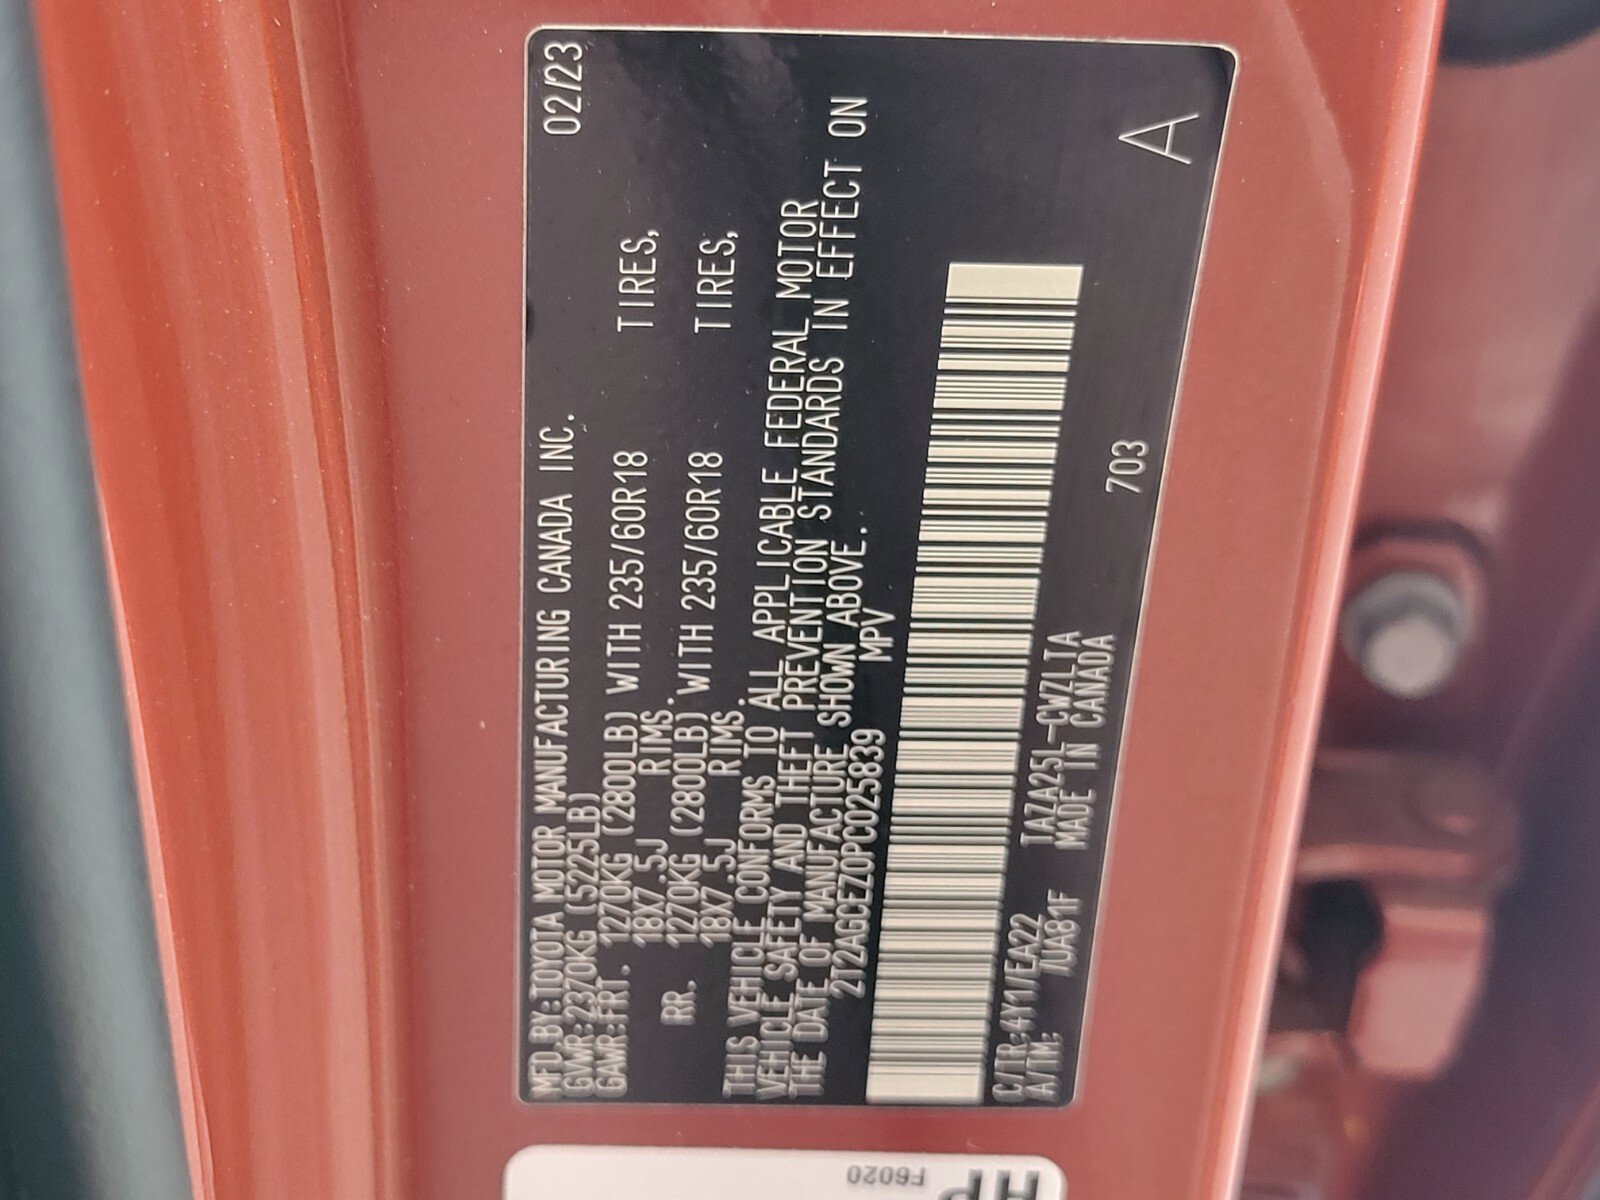 MFD.BY:TOYOTA MOTOR MANUFACTURING CANADA INC. 02/23
GVWR:2370KG (5225LB)
GAWR:FRT. 1270KG (2800LB) WITH 235/60R18 TIRES,
18X7.5J RIMS.
RR. 1270KG (2800LB) WITH 235/60R18 TIRES,
18X7.5J RIMS.
THIS VEHICLE CONFORMS TO ALL APPLICABLE FEDERAL MOTOR
VEHICLE SAFETY AND THEFT PREVENTION STANDARDS IN EFFECT ON
THE DATE OF MANUFACTURE SHOWN ABOVE.
2T2AGCEZ0PC025839 MPV
C/TR:4Y1/EA22 TAZA25L-CWZLTA
A/TM: /UA81F MADE IN CANADA 703
A
F6020